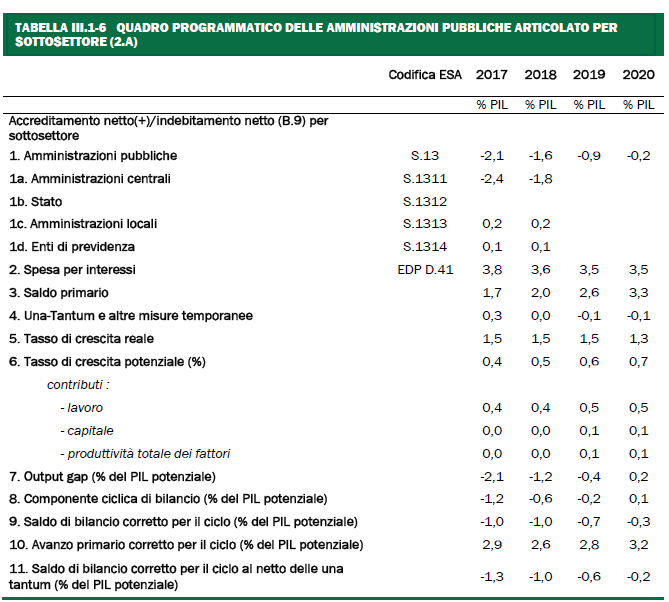 TABELLA III.1-6 QUADRO PROGRAMMATICO DELLE AMMINISTRAZIONI PUBBLICHE ARTICOLATO PER
SOTTOSETTORE (2.A)
Codifica ESA 2017 2018 2019 2020
% PIL % PIL % PIL % PIL
Accreditamento netto(+)/indebitamento netto (B.9) per
sottosettore
1. Amministrazioni pubbliche S.13 -2,1 -1,6 -0,9 -0,2
1a. Amministrazioni centrali S.1311 -2,4 -1,8
1b. Stato S.1312
1c. Amministrazioni locali S.1313 0,2 0,2
1d. Enti di previdenza S.1314 0,1 0,1
2. Spesa per interessi EDP D.41 3,8 3,6 3,5 3,5
3. Saldo primario 1,7 2,0 2,6 3,3
4. Una-Tantum e altre misure temporanee 0,3 0,0 -0,1 -0,1
5. Tasso di crescita reale 1,5 1,5 1,5 1,3
6. Tasso di crescita potenziale (%) 0,4 0,5 0,6 0,7
contributi :
- lavoro 0,4 0,4 0,5 0,5
- capitale 0,0 0,0 0,1 0,1
- produttività totale dei fattori 0,0 0,0 0,1 0,1
7. Output gap (% del PIL potenziale) -2,1 -1,2 -0,4 0,2
8. Componente ciclica di bilancio (% del PIL potenziale) -1,2 -0,6 -0,2 0,1
9. Saldo di bilancio corretto per il ciclo (% del PIL potenziale) -1,0 -1,0 -0,7 -0,3
10. Avanzo primario corretto per il ciclo (% del PIL potenziale) 2,9 2,6 2,8 3,2
11. Saldo di bilancio corretto per il ciclo al netto delle una
tantum (% del PIL potenziale) -1,3 -1,0 -0,6 -0,2